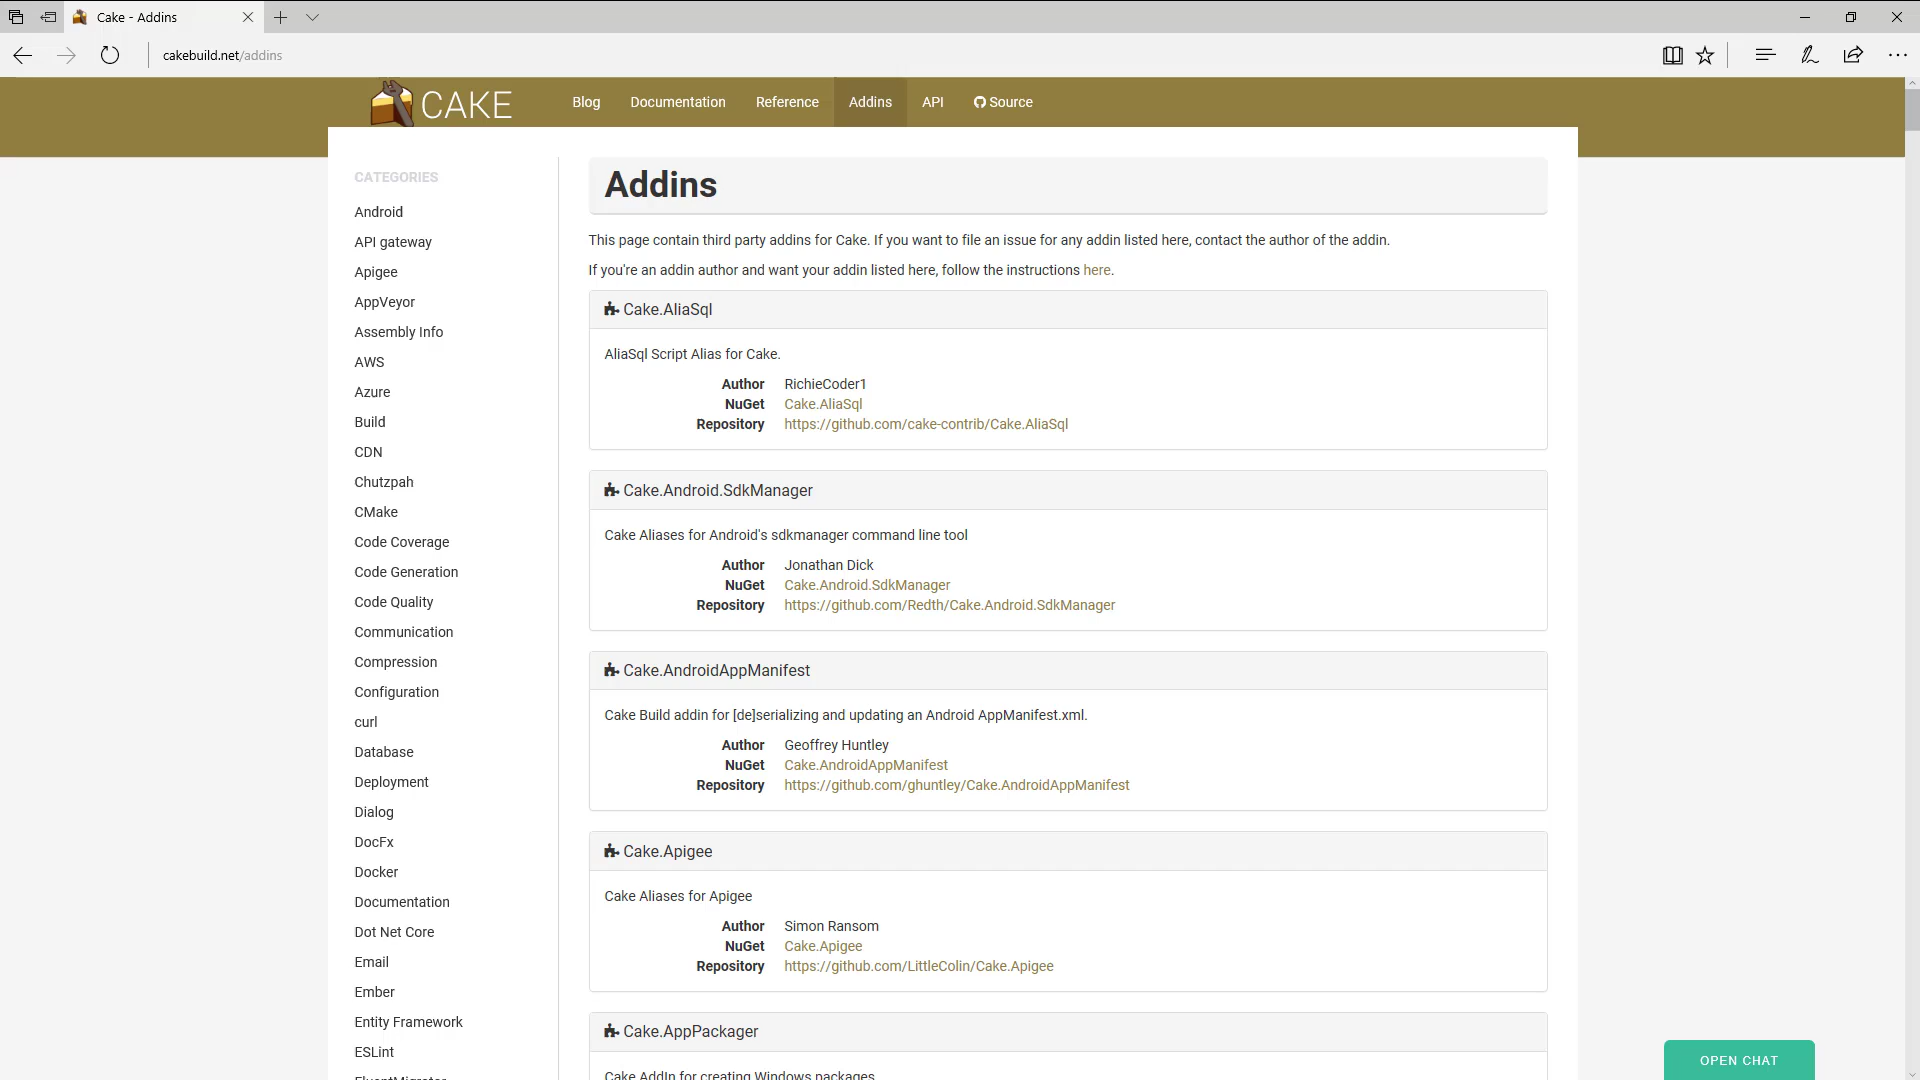 Cake - Addins
cakebuild.net/addins
CAKE
Blog
Documentation
Reference
Addins
API
Source
CATEGORIES
Android
API gateway
Apigee
AppVeyor
Assembly Info
AWS
Azure
Build
CDN
Chutzpah
CMake
Code Coverage
Code Generation
Code Quality
Communication
Compression
Configuration
curl
Database
Deployment
Dialog
DocFx
Docker
Documentation
Dot Net Core
Email
Ember
Entity Framework
ESLint
FluentMigrator
Addins
This page contain third party addins for Cake. If you want to file an issue for any addin listed here, contact the author of the addin.
If you're an addin author and want your addin listed here, follow the instructions here.
Cake.AliaSql
AliaSql Script Alias for Cake.
Author RichieCoder1
NuGet Cake.AliaSql
Repository https://github.com/cake-contrib/Cake.AliaSql
Cake.Android.SdkManager
Cake Aliases for Android's sdkmanager command line tool
Author Jonathan Dick
NuGet Cake.Android.SdkManager
Repository https://github.com/Redth/Cake.Android.SdkManager
Cake.AndroidAppManifest
Cake Build addin for [de]serializing and updating an Android AppManifest.xml.
Author Geoffrey Huntley
NuGet Cake.AndroidAppManifest
Repository https://github.com/ghuntley/Cake.AndroidAppManifest
Cake.Apigee
Cake Aliases for Apigee
Author Simon Ransom
NuGet Cake.Apigee
Repository https://github.com/LittleColin/Cake.Apigee
Cake.AppPackager
Cake AddIn for creating Windows packages
OPEN CHAT